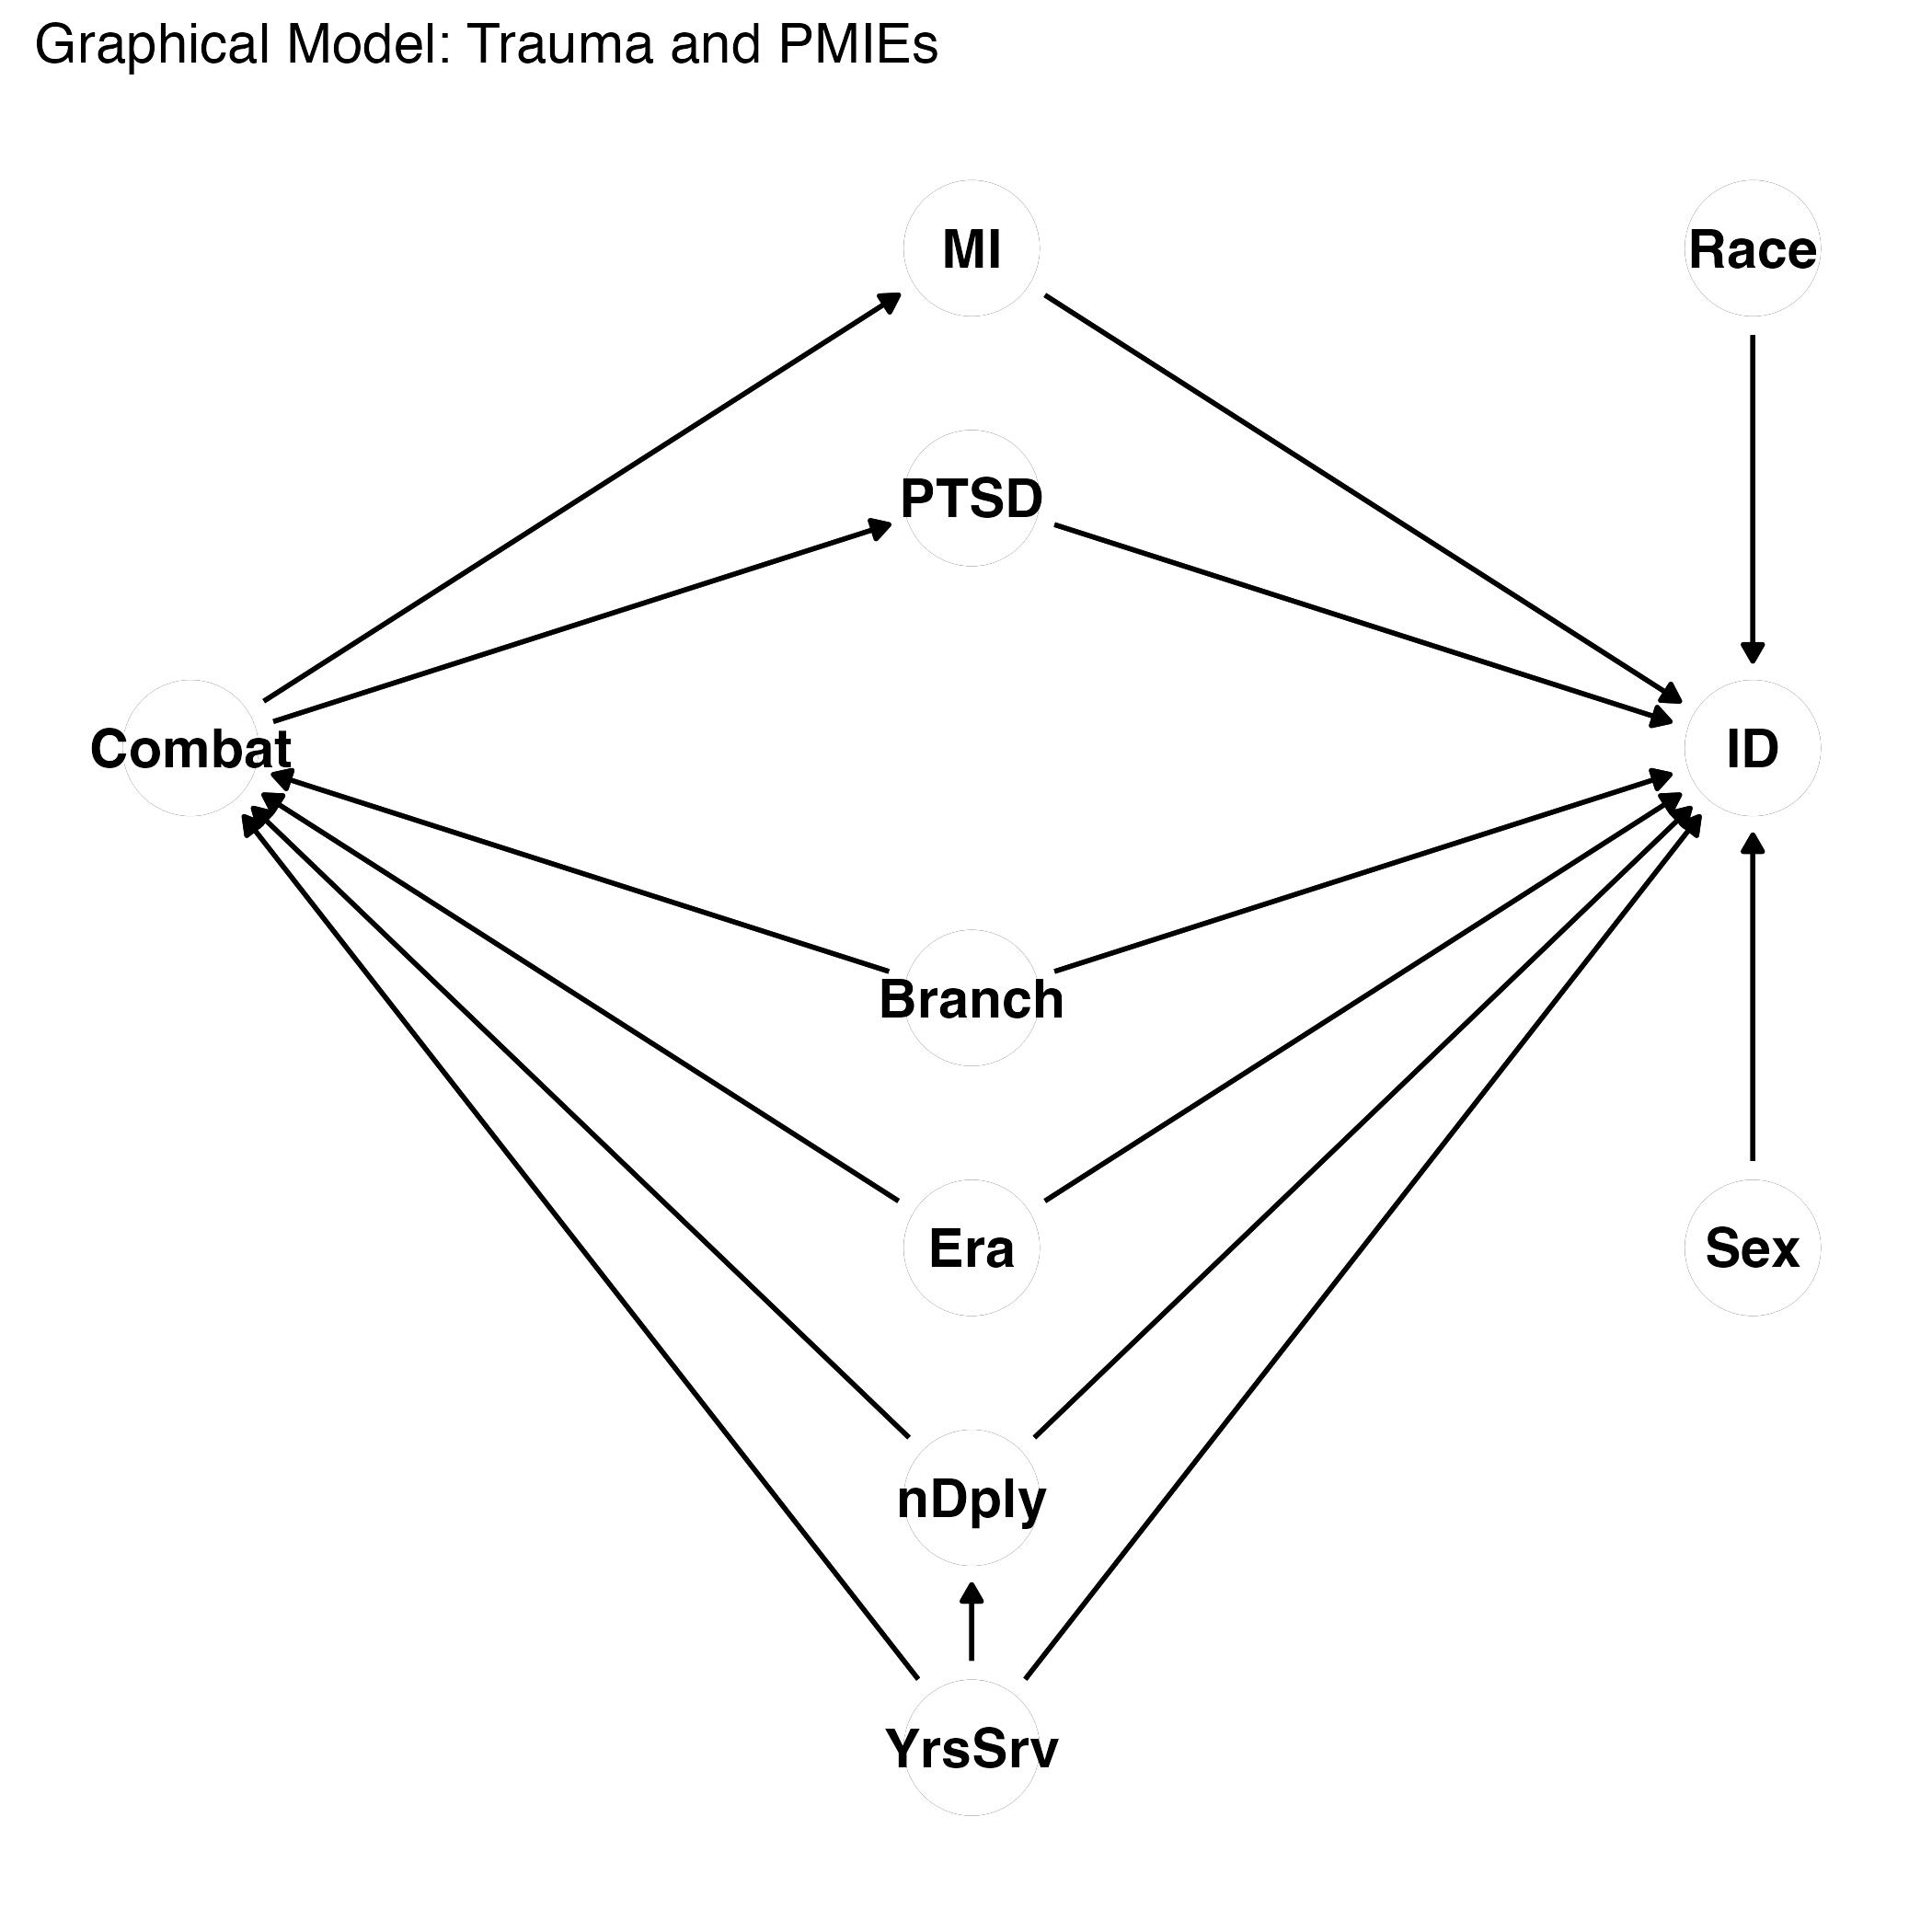 Graphical Model: Trauma and PMIEs
MI
Race
PTSD
Combat
ID
Branch
Era
Sex
nDply
YrsSrv